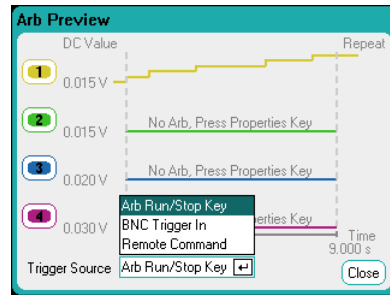 Arb Preview
DC Value
Repeat
1
0.015 V
2
0.015 V
No Arb, Press Properties Key
3
0.020 V
No Arb, Press Properties Key
4
0.030 V
perties Key
Arb Run/Stop Key
BNC Trigger In
Remote Command
Time
9.000 s
Trigger Source
Arb Run/Stop Key
Close